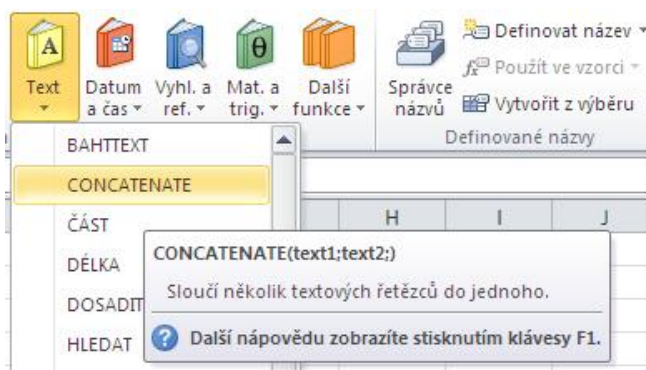 A
θ
Text
Datum a čas
Vyhl. a ref.
Mat. a trig.
Další funkce
Správce názvů
Definovat název
fx Použít ve vzorci
Vytvořit z výběru
Definované názvy
BAHTTEXT
CONCATENATE
ČÁST
DÉLKA
HLEDAT
H I J
CONCATENATE(text1;text2;)
Sloučí několik textových řetězců do jednoho.
Další nápovědu zobrazíte stisknutím klávesy F1.